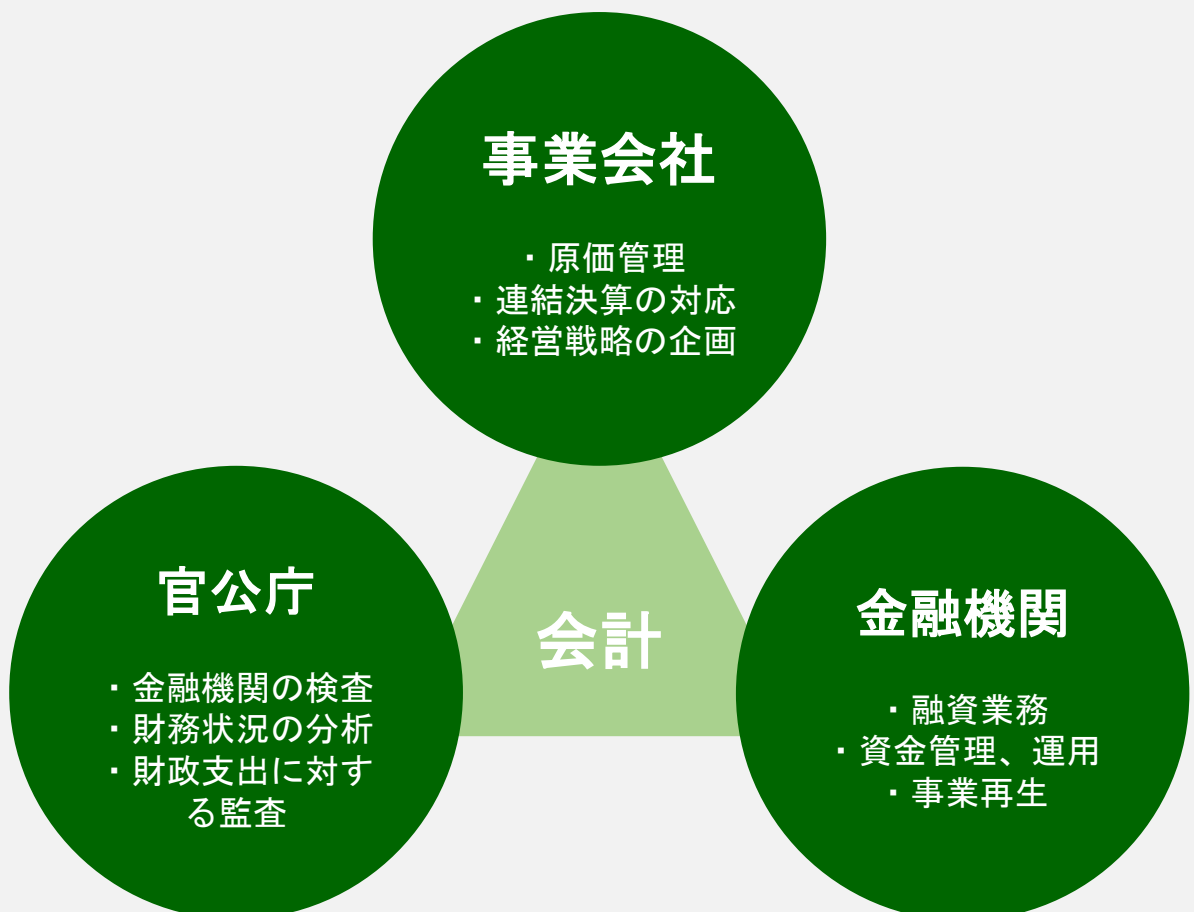 事業会社
・原価管理
・連結決算の対応
・経営戦略の企画
会計
官公庁
・金融機関の検査
・財務状況の分析
・財政支出に対す
る監査
金融機関
・融資業務
・資金管理、運用
・事業再生